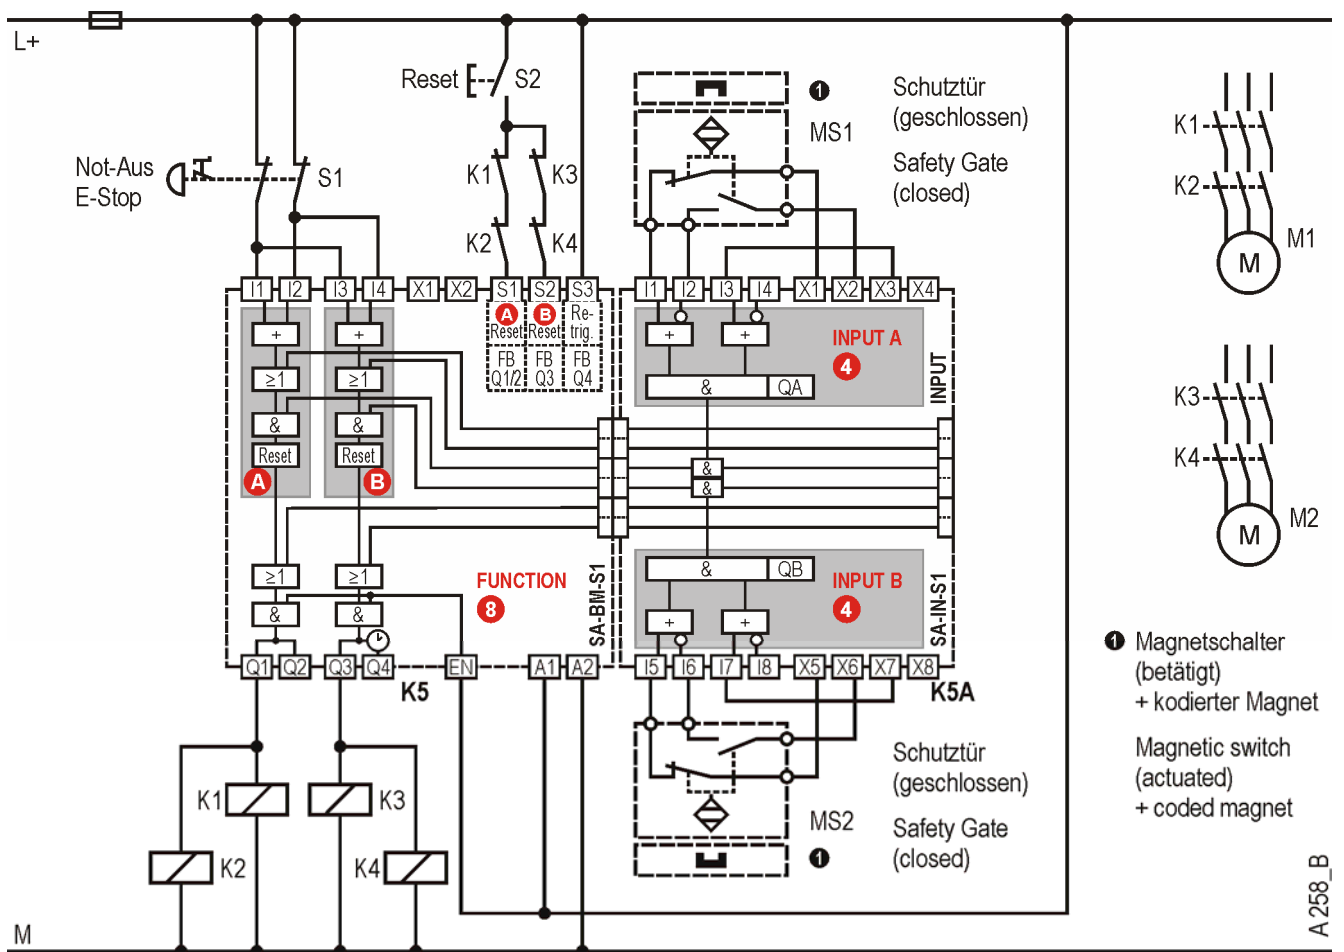 L+
Reset
S2
Not-Aus
E-Stop
S1
K1
K3
K2
K4
❶
MS1
Schutztür
(geschlossen)
Safety Gate
(closed)
K1
K2
M
M1
K3
K4
M
M2
I1 I2 I3 I4 X1 X2 S1 S2 S3
I1 I2 I3 I4 X1 X2 X3 X4
+ +
A Reset
B Reset
Re-
trig.
FB
Q1/2
FB
Q3
FB
Q4
≥1 ≥1
& &
Reset Reset
A B
+ +
INPUT A
4
& QA
INPUT
&
&
≥1 ≥1
& &
FUNCTION
8
SA-BM-S1
& QB
INPUT B
4
+ +
SA-IN-S1
Q1 Q2 Q3 Q4 EN A1 A2
K5
I5 I6 I7 I8 X5 X6 X7 X8
K5A
K1
K3
K2
K4
MS2
❶
Schutztür
(geschlossen)
Safety Gate
(closed)
❶ Magnetschalter
(betätigt)
+ kodierter Magnet
Magnetic switch
(actuated)
+ coded magnet
M
A 258_B